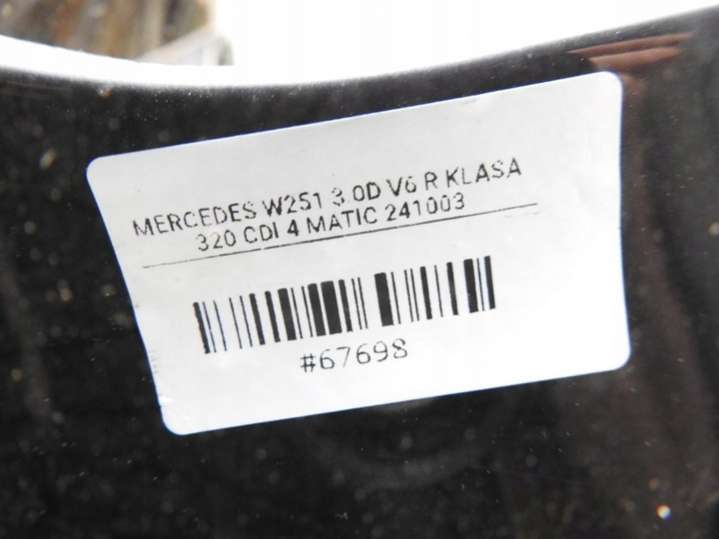 MERCEDES W251 3.0D V6 R KLASA
320 CDI 4 MATIC 241003
#67698